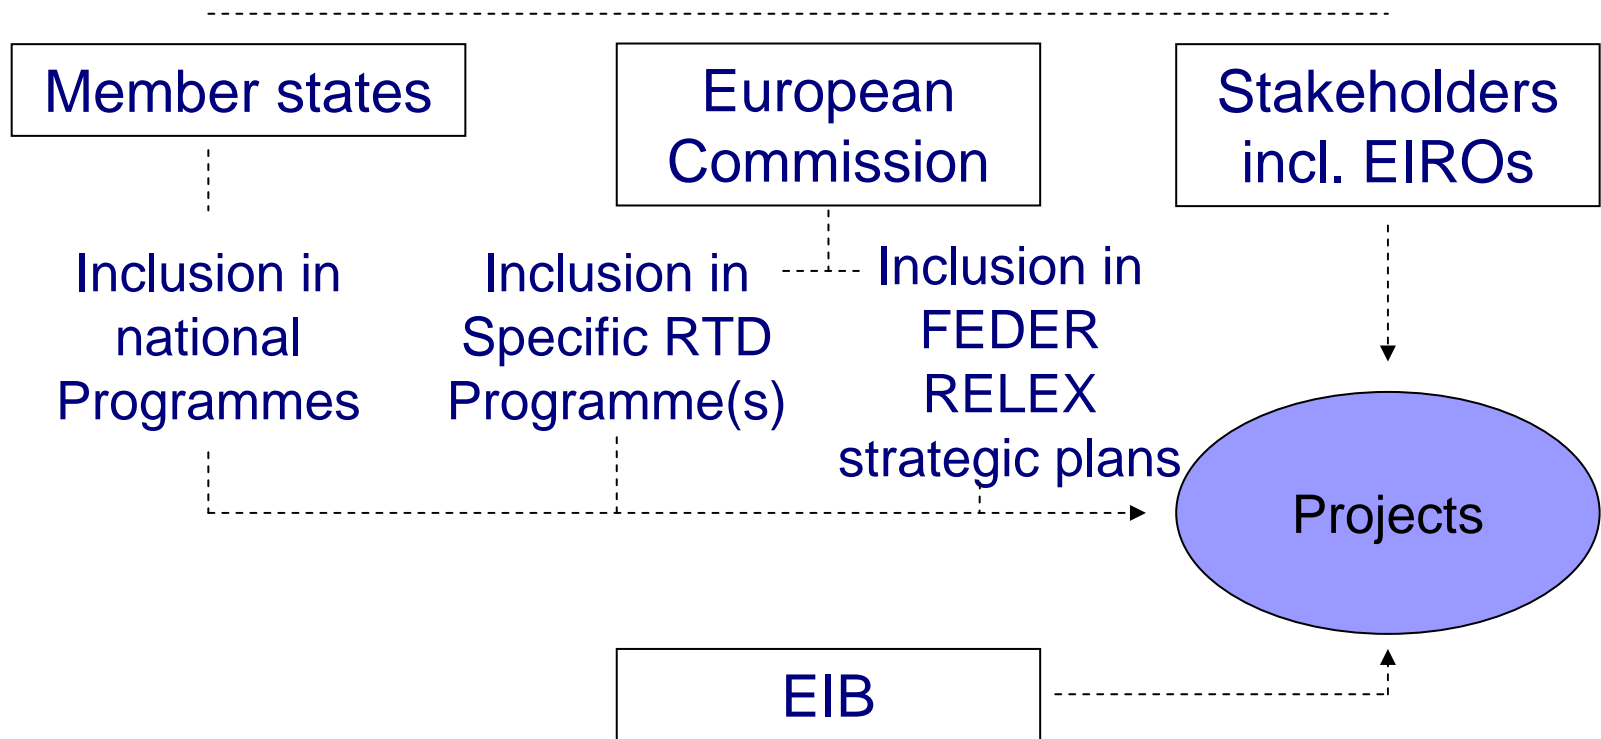 Member states
European
Commission
Stakeholders
incl. EIROs
Inclusion in
national
Programmes
Inclusion in
Specific RTD
Programme(s)
Inclusion in
FEDER
RELEX
strategic plans
Projects
EIB